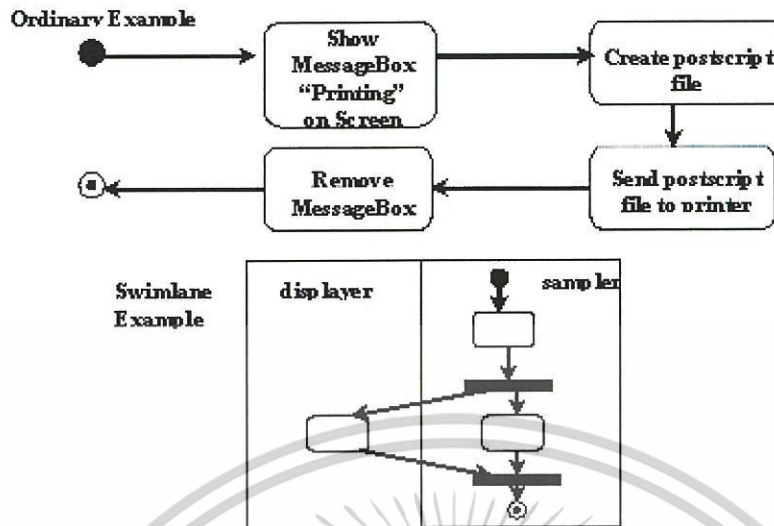 Ordinary Example
Show
MessageBox
“Printing”
on Screen
Create postscript
file
Remove
MessageBox
Send postscript
file to printer
Swimlane
Example
displayer
sampler